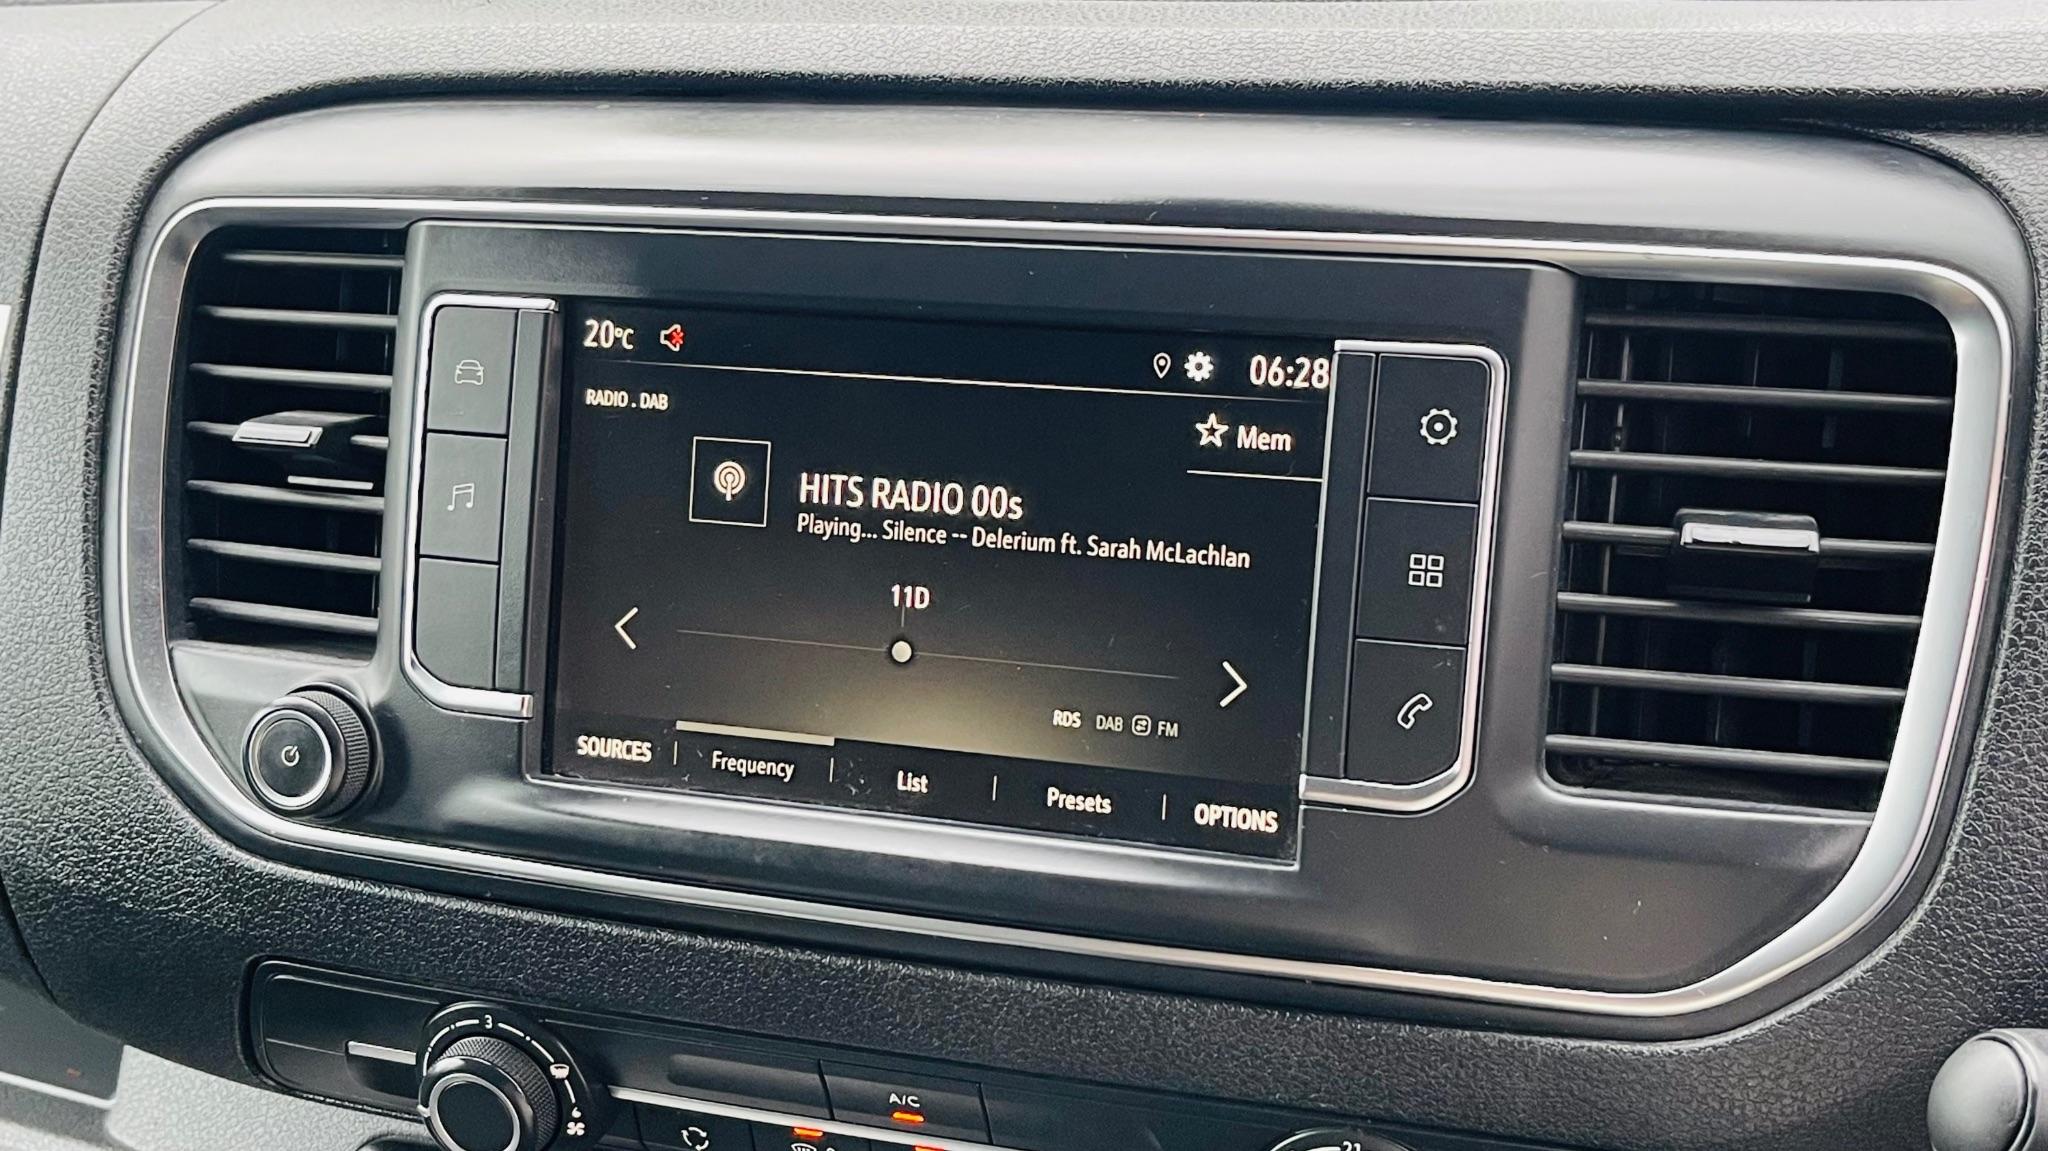 20°C
06:28
RADIO . DAB
Mem
HITS RADIO 00s
Playing... Silence -- Delerium ft. Sarah McLachlan
11D
RDS DAB FM
SOURCES | Frequency | List | Presets | OPTIONS
3
A/C
21